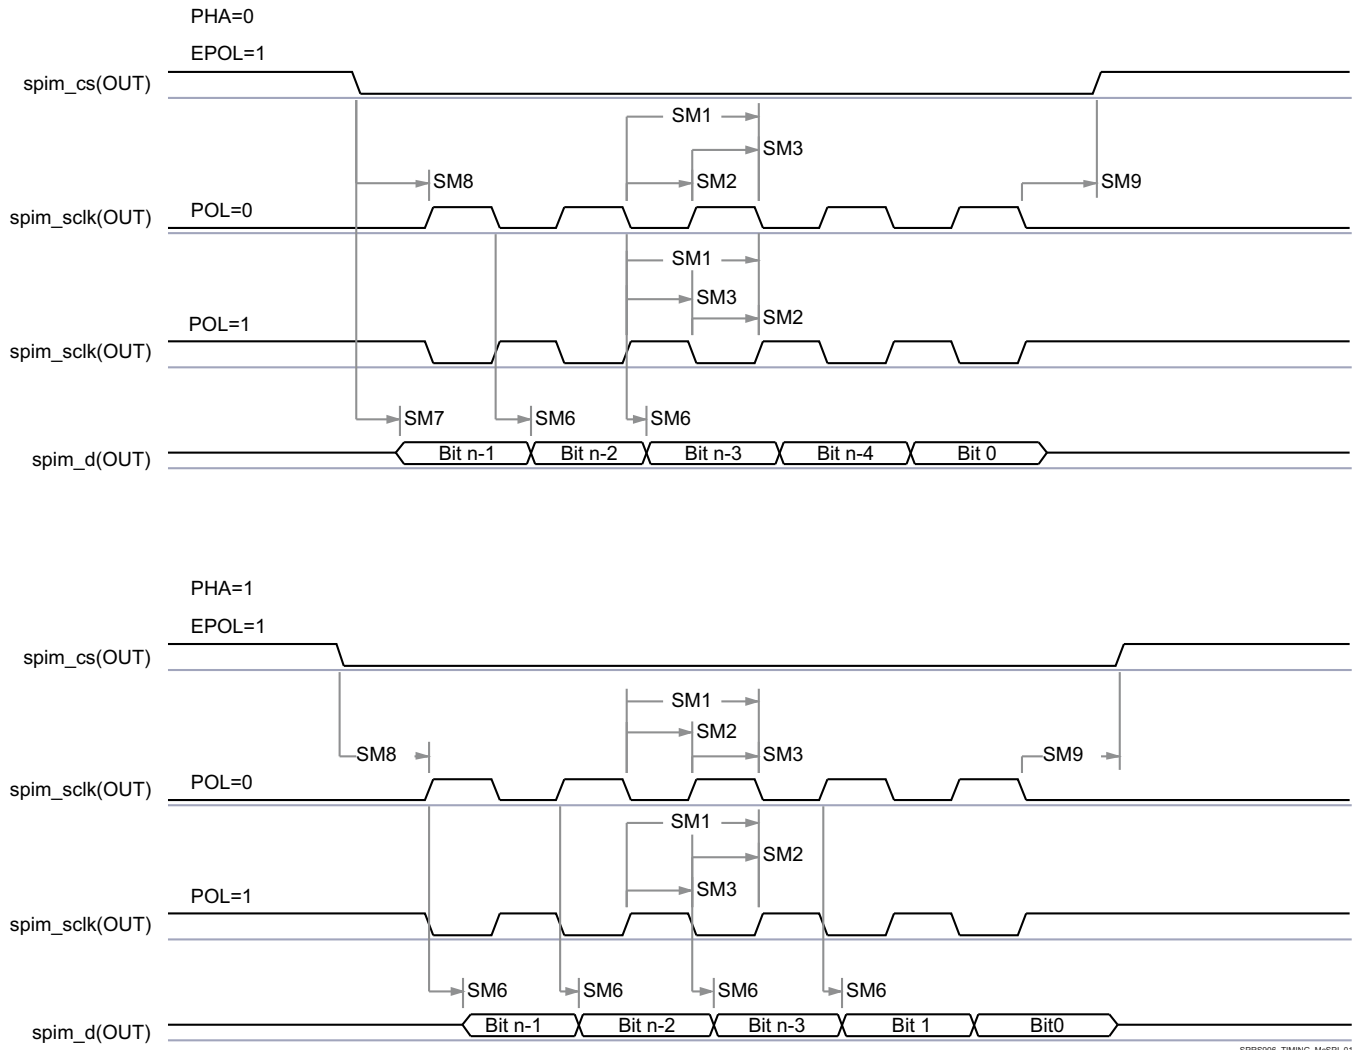 PHA=0
EPOL=1
spim_cs(OUT)
SM1
SM3
SM8
SM2
SM9
POL=0
spim_sclk(OUT)
SM1
SM3
SM2
POL=1
spim_sclk(OUT)
SM7
SM6
SM6
spim_d(OUT)
Bit n-1
Bit n-2
Bit n-3
Bit n-4
Bit 0
PHA=1
EPOL=1
spim_cs(OUT)
SM1
SM2
SM8
SM3
SM9
POL=0
spim_sclk(OUT)
SM1
SM2
SM3
POL=1
spim_sclk(OUT)
SM6
SM6
SM6
SM6
spim_d(OUT)
Bit n-1
Bit n-2
Bit n-3
Bit 1
Bit0